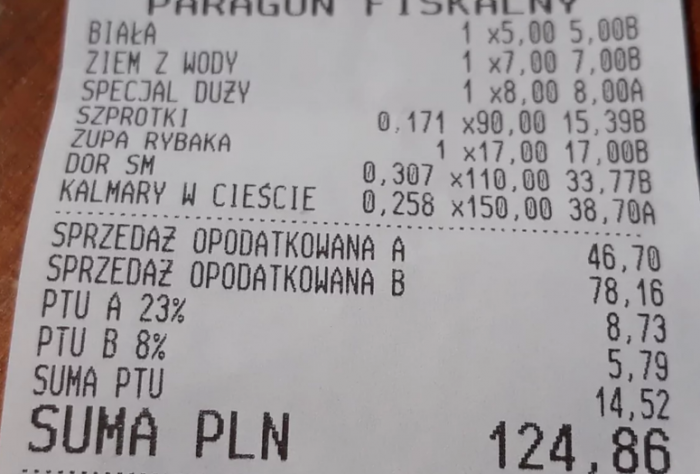 PARAGON FISKALNY
BIAŁA 1 x5,00 5,00B
ZIEM Z WODY 1 x7,00 7,00B
SPECJAL DUŻY 1 x8,00 8,00A
SZPROTKI 0,171 x90,00 15,39B
ZUPA RYBAKA 1 x17,00 17,00B
DOR SM 0,307 x110,00 33,77B
KALMARY W CIEŚCIE 0,258 x150,00 38,70A
SPRZEDAŻ OPODATKOWANA A 46,70
SPRZEDAŻ OPODATKOWANA B 78,16
PTU A 23% 8,73
PTU B 8% 5,79
SUMA PTU 14,52
SUMA PLN 124,86